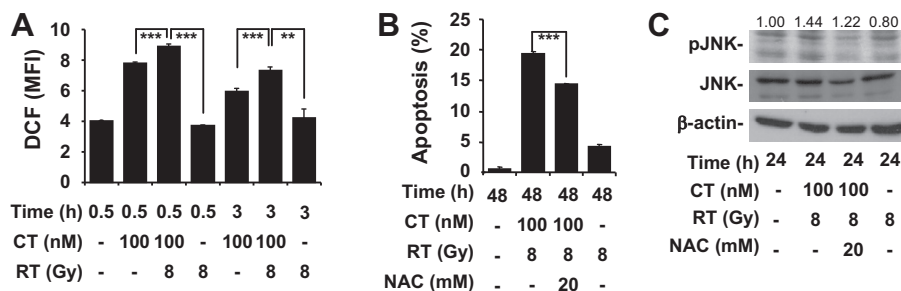 A
DCF (MFI)
10
8
6
4
2
0
*** *** *** **
Time (h) 0.5 0.5 0.5 0.5 3 3 3
CT (nM) - 100 100 - 100 100 -
RT (Gy) - - 8 8 - 8 8
B
Apoptosis (%)
25
20
15
10
5
0
***
Time (h) 48 48 48 48
CT (nM) - 100 100 -
RT (Gy) - 8 8 8
NAC (mM) - - 20 -
C
1.00 1.44 1.22 0.80
pJNK-
JNK-
β-actin-
Time (h) 24 24 24 24
CT (nM) - 100 100 -
RT (Gy) - 8 8 8
NAC (mM) - - 20 -